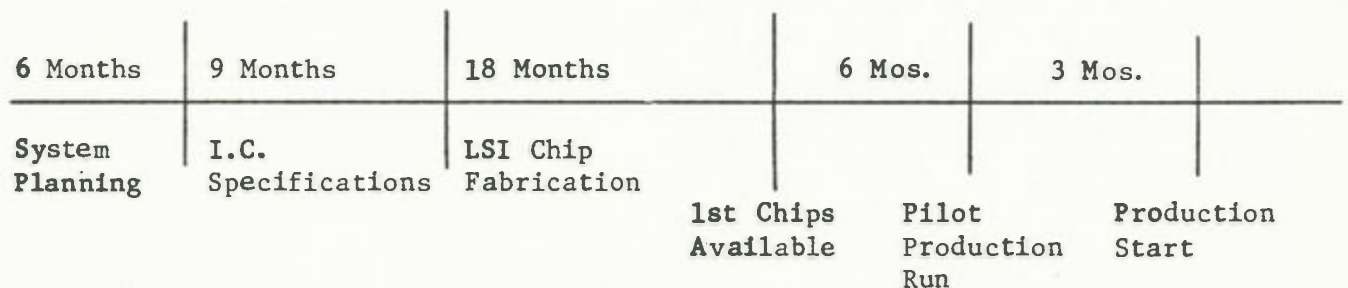 6 Months 9 Months 18 Months 6 Mos. 3 Mos.
System I.C. LSI Chip
Planning Specifications Fabrication
1st Chips Pilot Production
Available Production Start
Run